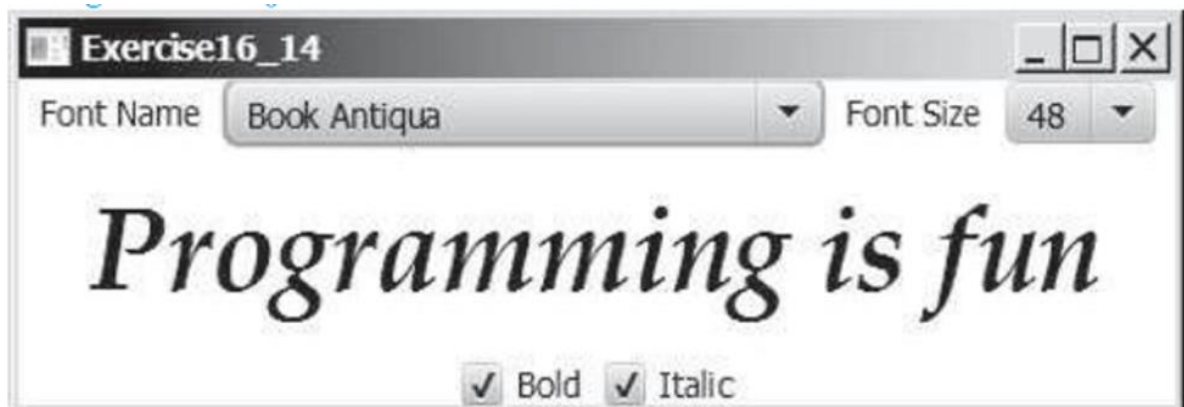 Exercise16_14
Font Name Book Antiqua Font Size 48
Programming is fun
Bold Italic